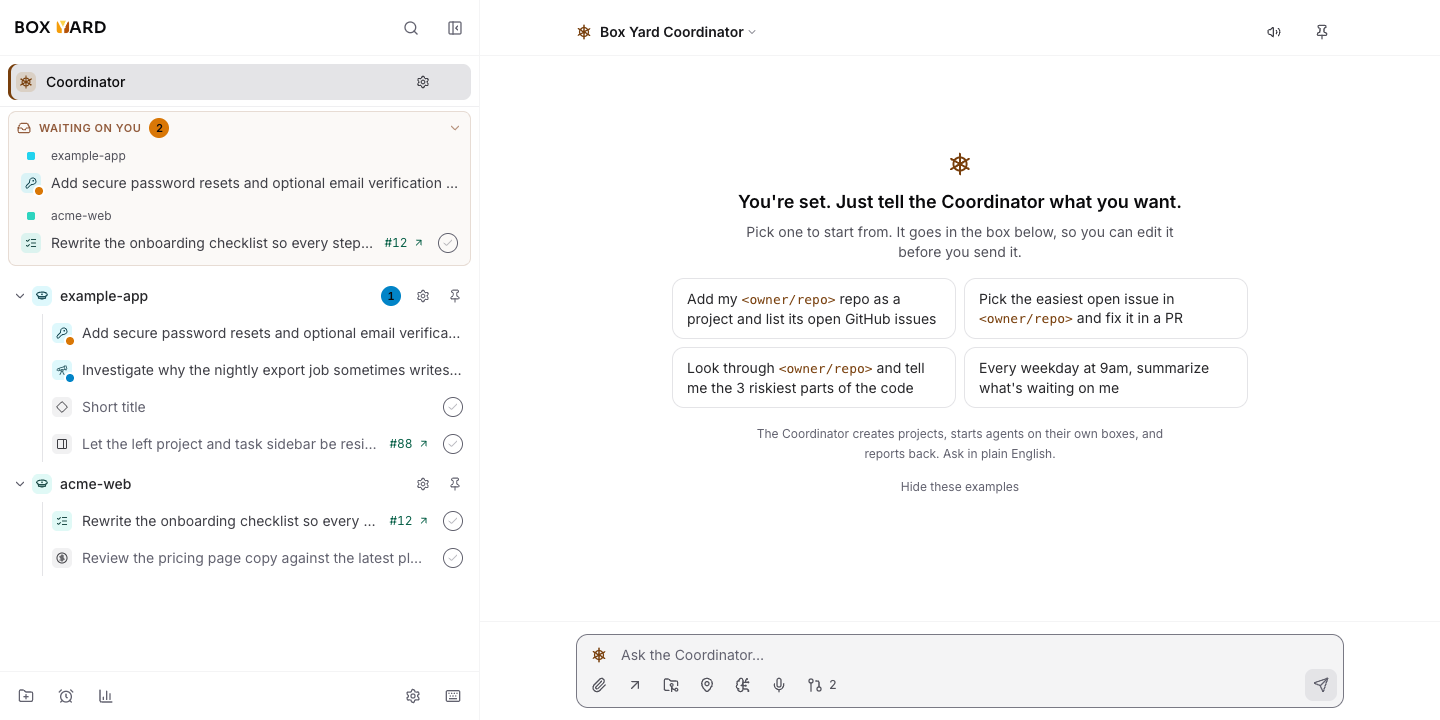 BOX YARD
Coordinator
WAITING ON YOU 2
example-app
Add secure password resets and optional email verification ...
acme-web
Rewrite the onboarding checklist so every step... #12
example-app 1
Add secure password resets and optional email verifica...
Investigate why the nightly export job sometimes writes...
Short title
Let the left project and task sidebar be resi... #88
acme-web
Rewrite the onboarding checklist so every ... #12
Review the pricing page copy against the latest pl...
Box Yard Coordinator
You're set. Just tell the Coordinator what you want.
Pick one to start from. It goes in the box below, so you can edit it
before you send it.
Add my <owner/repo> repo as a
project and list its open GitHub issues
Pick the easiest open issue in
<owner/repo> and fix it in a PR
Look through <owner/repo> and tell
me the 3 riskiest parts of the code
Every weekday at 9am, summarize
what's waiting on me
The Coordinator creates projects, starts agents on their own boxes, and
reports back. Ask in plain English.
Hide these examples
Ask the Coordinator...
2